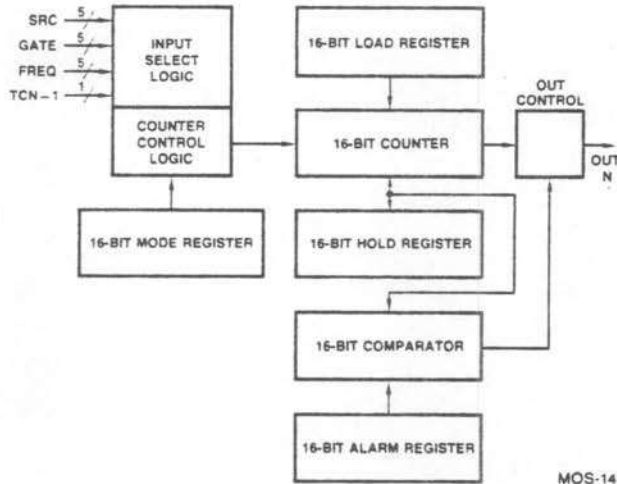 SRC
5
GATE
5
FREQ
5
TCN-1
1
INPUT
SELECT
LOGIC
COUNTER
CONTROL
LOGIC
16-BIT MODE REGISTER
16-BIT LOAD REGISTER
16-BIT COUNTER
16-BIT HOLD REGISTER
16-BIT COMPARATOR
16-BIT ALARM REGISTER
OUT
CONTROL
OUT
N
MOS-14